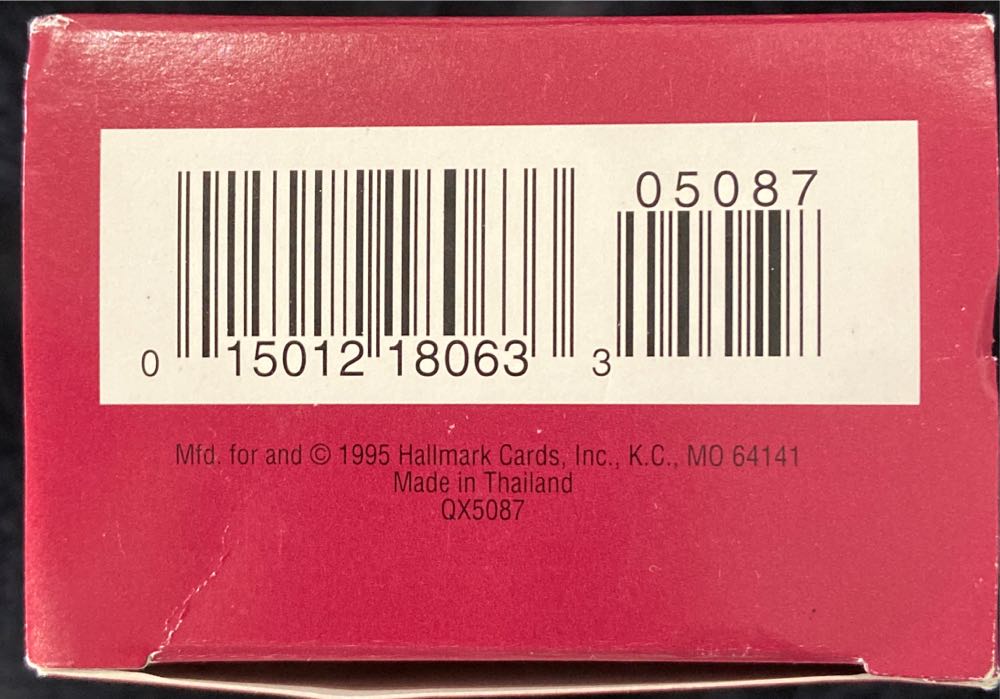 05087
0 15012 18063 3
Mfd. for and © 1995 Hallmark Cards, Inc., K.C., MO 64141
Made in Thailand
QX5087